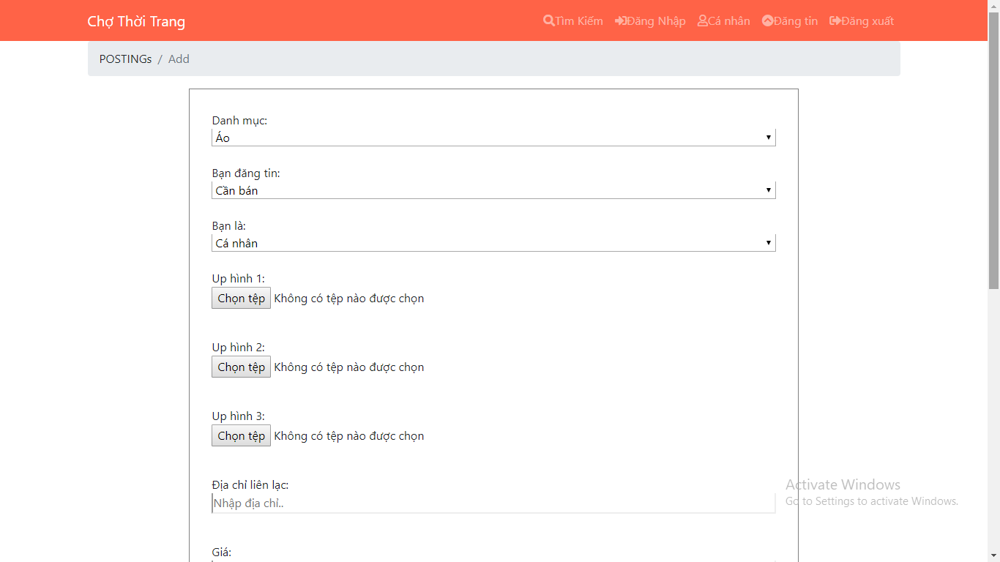 Chợ Thời Trang
Tìm Kiếm Đăng Nhập Cá nhân Đăng tin Đăng xuất
POSTINGs / Add
Danh mục:
Áo
Bạn đăng tin:
Cần bán
Bạn là:
Cá nhân
Up hình 1:
Chọn tệp Không có tệp nào được chọn
Up hình 2:
Chọn tệp Không có tệp nào được chọn
Up hình 3:
Chọn tệp Không có tệp nào được chọn
Địa chỉ liên lạc:
Nhập địa chỉ..
Activate Windows
Go to Settings to activate Windows.
Giá: